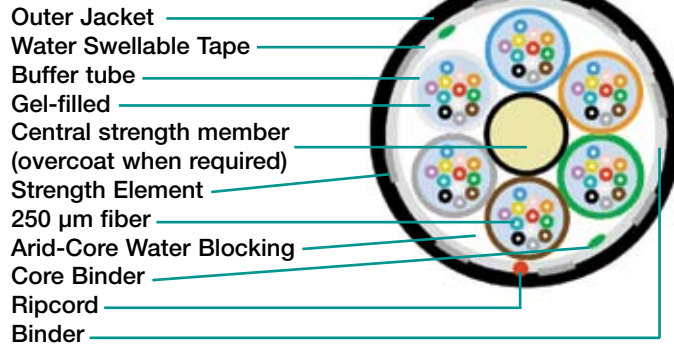 Outer Jacket
Water Swellable Tape
Buffer tube
Gel-filled
Central strength member
(overcoat when required)
Strength Element
250 µm fiber
Arid-Core Water Blocking
Core Binder
Ripcord
Binder